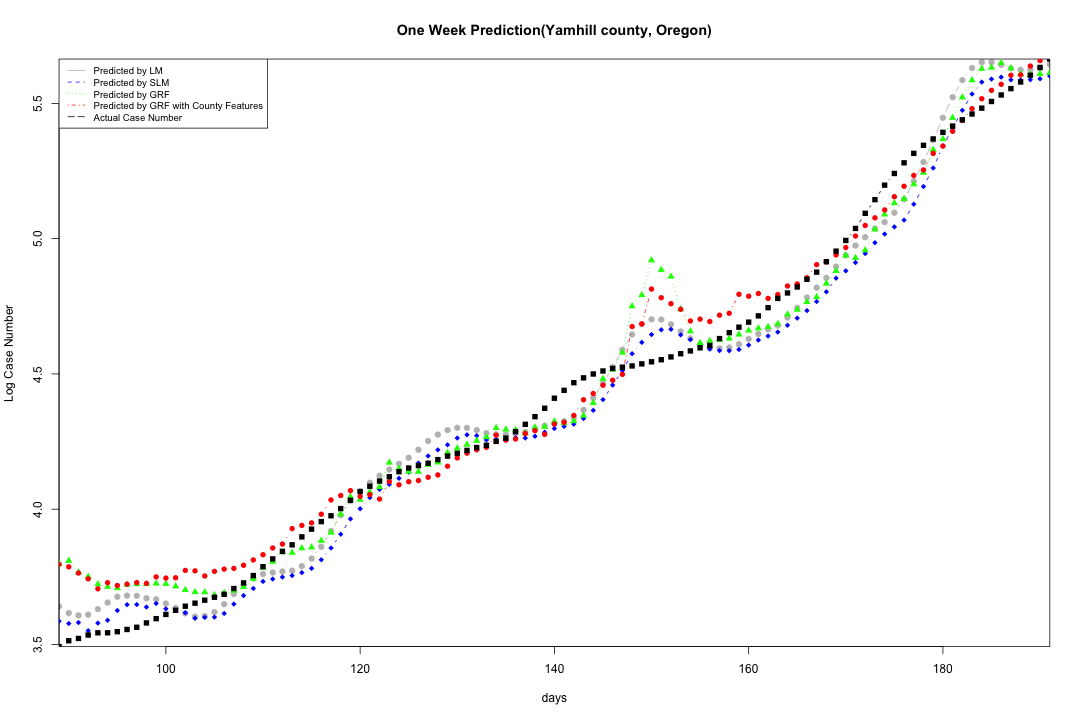 One Week Prediction(Yamhill county, Oregon)
Predicted by LM
Predicted by SLM
Predicted by GRF
Predicted by GRF with County Features
Actual Case Number
Log Case Number
5.5
5.0
4.5
4.0
3.5
100 120 140 160 180
days